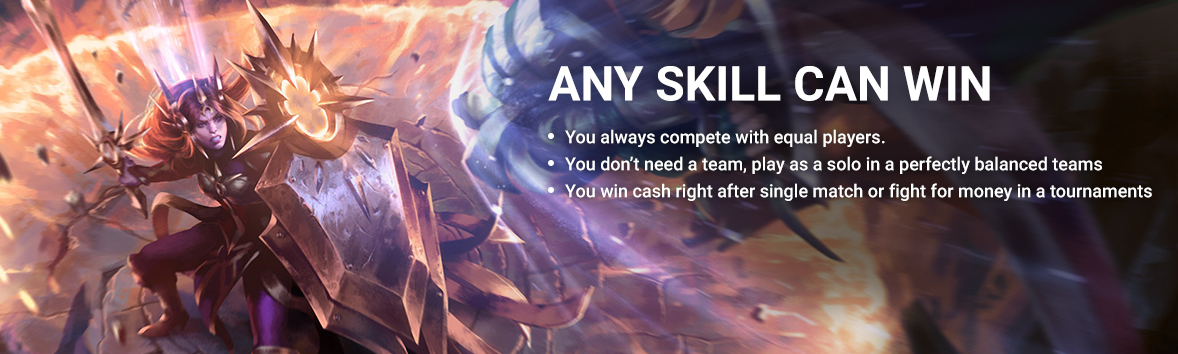 ANY SKILL CAN WIN
• You always compete with equal players.
• You don’t need a team, play as a solo in a perfectly balanced teams
• You win cash right after single match or fight for money in a tournaments